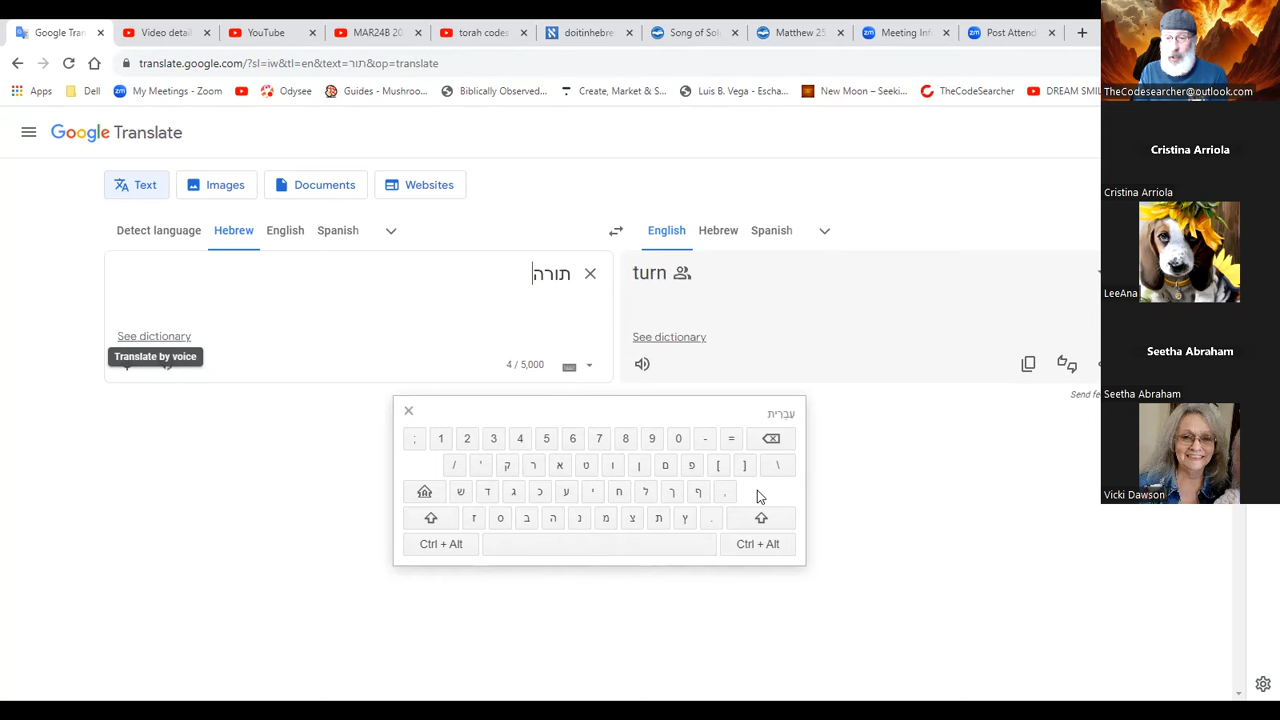 Google Tran
Video detail
YouTube
MAR24B 20
torah codes
doitinhebre
Song of Sol
Matthew 25
Meeting Inf
Post Attend
translate.google.com/?sl=iw&tl=en&text=תור&op=translate
Apps
Dell
My Meetings - Zoom
Odysee
Guides - Mushroo...
Biblically Observed...
Create, Market & S...
Luis B. Vega - Escha...
New Moon – Seeki...
TheCodeSearcher
DREAM SMIL
Google Translate
Text
Images
Documents
Websites
Detect language
Hebrew
English
Spanish
English
Hebrew
Spanish
תורה
turn
See dictionary
See dictionary
Translate by voice
4 / 5,000
Send fe
עברית
; 1 2 3 4 5 6 7 8 9 0 - =
/ ' ק ר א ט ו ן ם פ [ ] \
ש ד ג כ ע י ח ל ך ף ,
ז ס ב ה נ מ צ ת ץ .
Ctrl + Alt
Ctrl + Alt
TheCodesearcher@outlook.com
Cristina Arriola
Cristina Arriola
LeeAna
Seetha Abraham
Seetha Abraham
Vicki Dawson